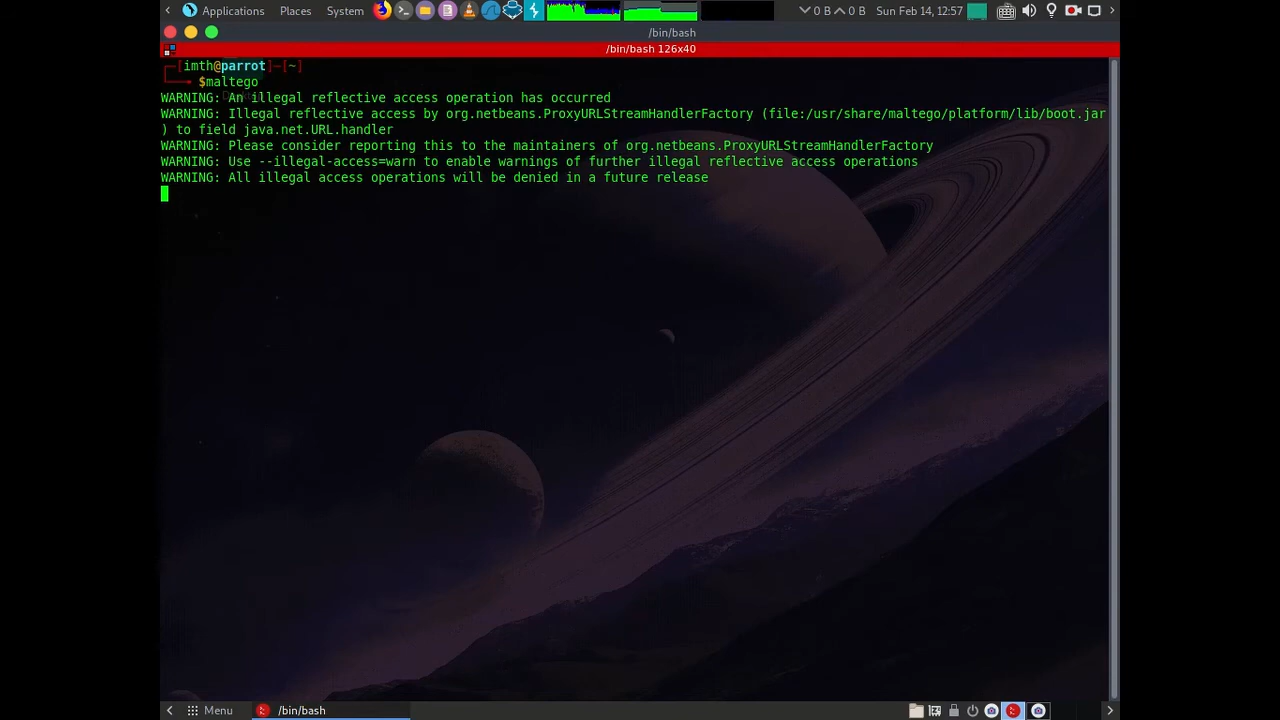 Applications Places System 0 B 0 B Sun Feb 14, 12:57
/bin/bash
/bin/bash 126x40
[imth@parrot]-[~]
$maltego
WARNING: An illegal reflective access operation has occurred
WARNING: Illegal reflective access by org.netbeans.ProxyURLStreamHandlerFactory (file:/usr/share/maltego/platform/lib/boot.jar
) to field java.net.URL.handler
WARNING: Please consider reporting this to the maintainers of org.netbeans.ProxyURLStreamHandlerFactory
WARNING: Use --illegal-access=warn to enable warnings of further illegal reflective access operations
WARNING: All illegal access operations will be denied in a future release
Menu /bin/bash